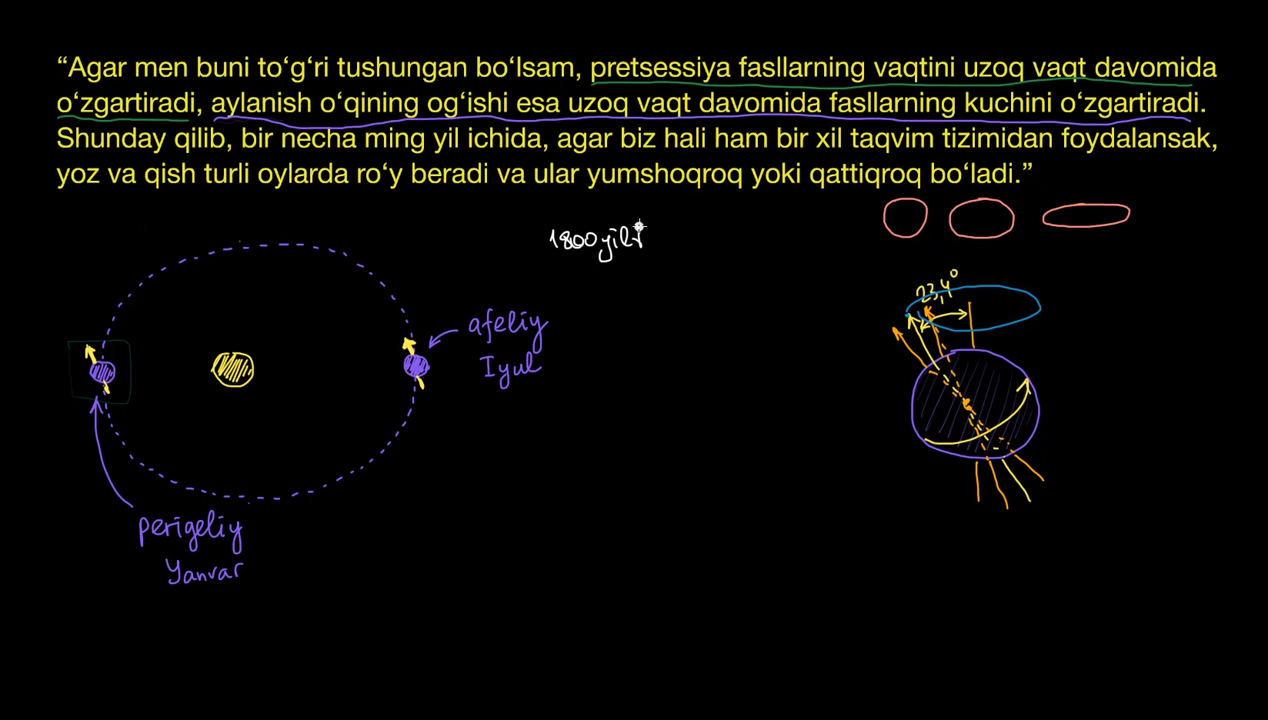 “Agar men buni to‘g‘ri tushungan bo‘lsam, pretsessiya fasllarning vaqtini uzoq vaqt davomida
o‘zgartiradi, aylanish o‘qining og‘ishi esa uzoq vaqt davomida fasllarning kuchini o‘zgartiradi.
Shunday qilib, bir necha ming yil ichida, agar biz hali ham bir xil taqvim tizimidan foydalansak,
yoz va qish turli oylarda ro‘y beradi va ular yumshoqroq yoki qattiqroq bo‘ladi.”
1800 yil
23,4°
afeliy
Iyul
perigeliy
Yanvar